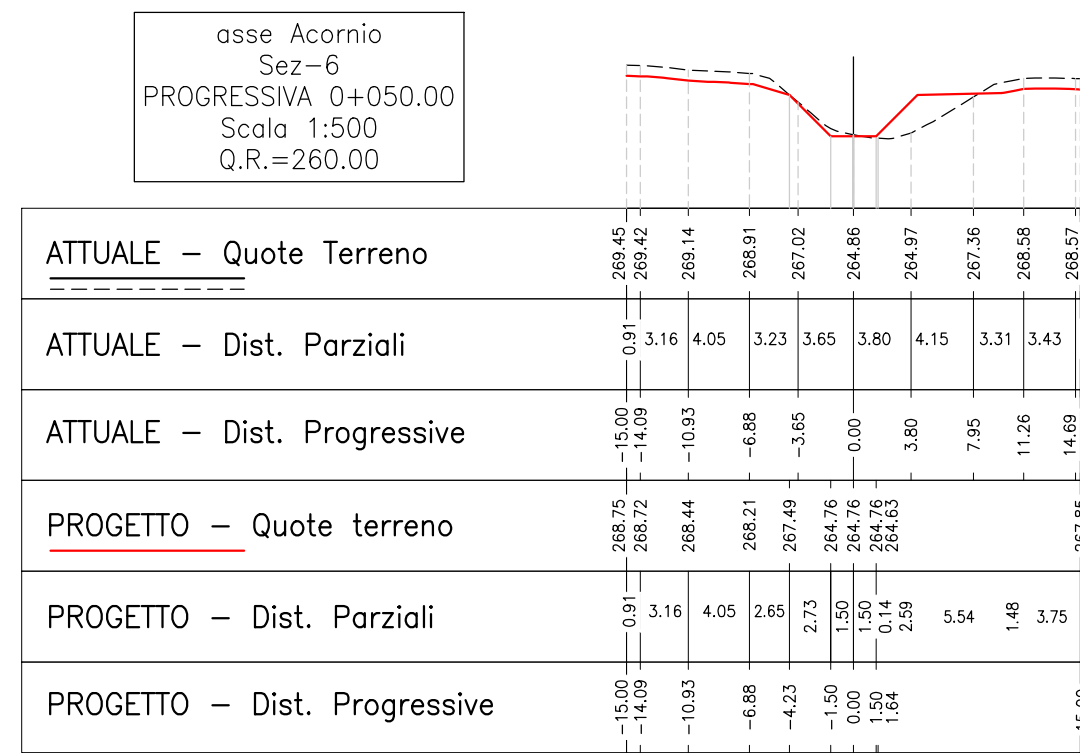 asse Acornio
Sez-6
PROGRESSIVA 0+050.00
Scala 1:500
Q.R.=260.00
ATTUALE - Quote Terreno 269.45 269.42 269.14 268.91 267.02 264.86 264.97 267.36 268.58 268.57
ATTUALE - Dist. Parziali 0.91 3.16 4.05 3.23 3.65 3.80 4.15 3.31 3.43
ATTUALE - Dist. Progressive -15.00 -14.09 -10.93 -6.88 -3.65 0.00 3.80 7.95 11.26 14.69
PROGETTO - Quote terreno 268.75 268.72 268.44 268.21 267.49 264.76 264.76 264.76 264.63
PROGETTO - Dist. Parziali 0.91 3.16 4.05 2.65 2.73 1.50 1.50 0.14 2.59 5.54 1.48 3.75
PROGETTO - Dist. Progressive -15.00 -14.09 -10.93 -6.88 -4.23 -1.50 0.00 1.50 1.64